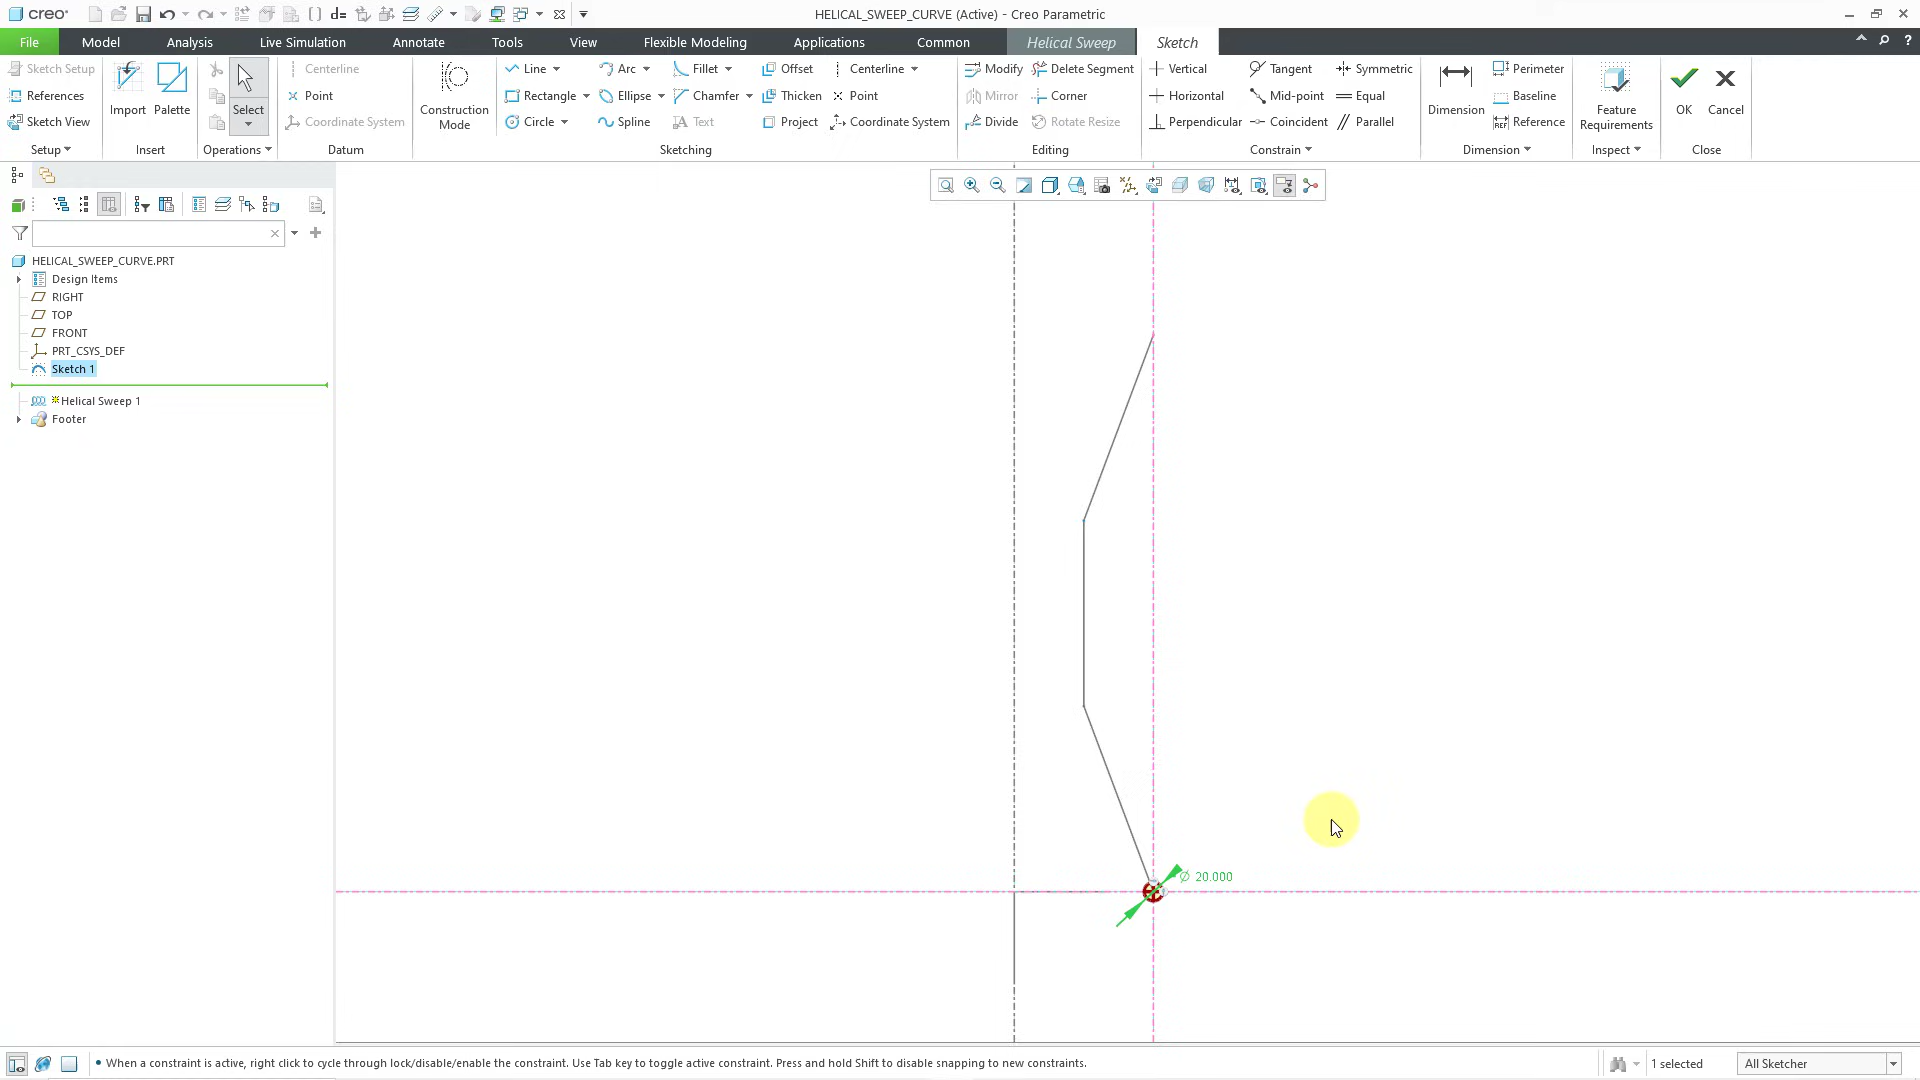 creo
HELICAL_SWEEP_CURVE (Active) - Creo Parametric
File
Model
Analysis
Live Simulation
Annotate
Tools
View
Flexible Modeling
Applications
Common
Helical Sweep
Sketch
Sketch Setup
References
Sketch View
Setup
Import
Palette
Insert
Select
Operations
Centerline
Point
Coordinate System
Datum
Construction
Mode
Line
Arc
Fillet
Offset
Centerline
Rectangle
Ellipse
Chamfer
Thicken
Point
Circle
Spline
Text
Project
Coordinate System
Sketching
Modify
Delete Segment
Mirror
Corner
Divide
Rotate Resize
Editing
Vertical
Tangent
Symmetric
Horizontal
Mid-point
Equal
Perpendicular
Coincident
Parallel
Constrain
Dimension
Perimeter
Baseline
Reference
Dimension
Feature
Requirements
Inspect
OK
Cancel
Close
HELICAL_SWEEP_CURVE.PRT
Design Items
RIGHT
TOP
FRONT
PRT_CSYS_DEF
Sketch 1
Helical Sweep 1
Footer
⌀ 20.000
• When a constraint is active, right click to cycle through lock/disable/enable the constraint. Use Tab key to toggle active constraint. Press and hold Shift to disable snapping to new constraints.
1 selected
All Sketcher